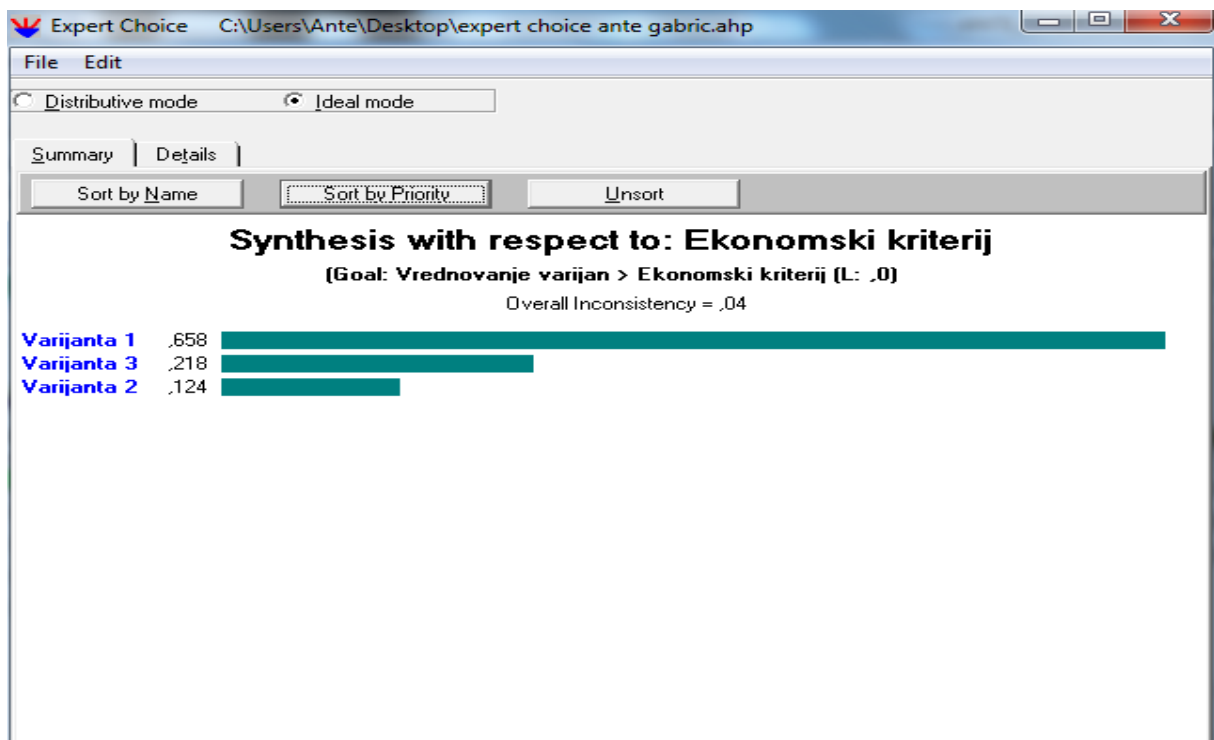 Expert Choice C:\Users\Ante\Desktop\expert choice ante gabric.ahp
File Edit
Distributive mode Ideal mode
Summary Details
Sort by Name Sort by Priority Unsort
Synthesis with respect to: Ekonomski kriterij
(Goal: Vrednovanje varijan > Ekonomski kriterij (L: ,0)
Overall Inconsistency = ,04
Varijanta 1 ,658
Varijanta 3 ,218
Varijanta 2 ,124